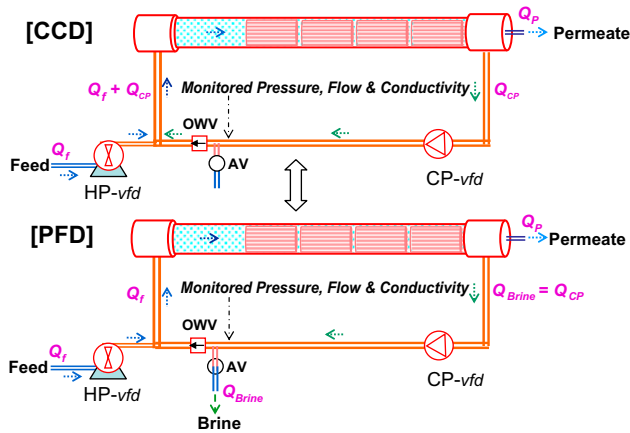 [CCD]
Q_P
Permeate
Q_f + Q_CP
Monitored Pressure, Flow & Conductivity
Q_CP
OWV
Q_f
Feed
AV
HP-vfd
CP-vfd
[PFD]
Q_P
Permeate
Q_f
Monitored Pressure, Flow & Conductivity
Q_Brine = Q_CP
OWV
Q_f
Feed
AV
HP-vfd
Q_Brine
CP-vfd
Brine